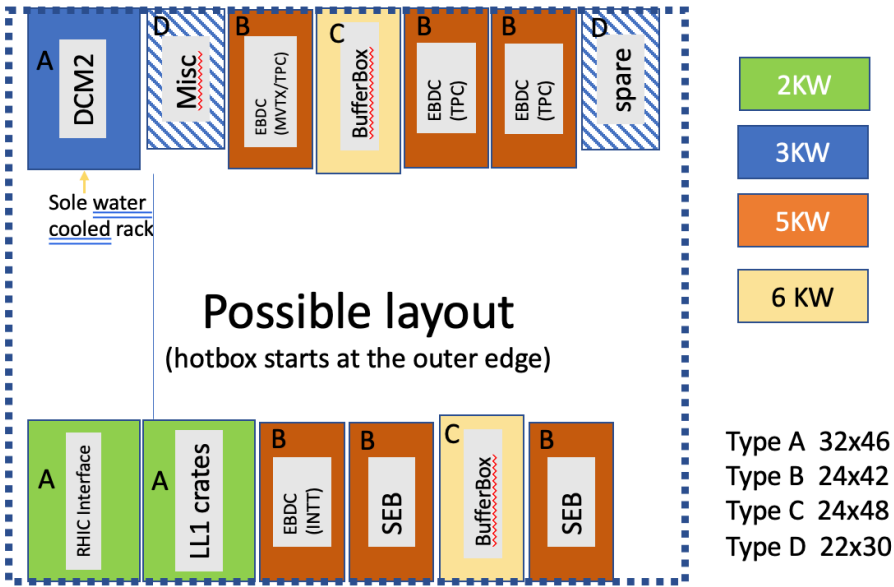 A
DCM2
D
Misc
B
EBDC
(MVTX/TPC)
C
BufferBox
B
EBDC
(TPC)
B
EBDC
(TPC)
D
spare
2KW
3KW
5KW
6 KW
Sole water
cooled rack
Possible layout
(hotbox starts at the outer edge)
A
RHIC Interface
A
LL1 crates
B
EBDC
(INTT)
B
SEB
C
BufferBox
B
SEB
Type A 32x46
Type B 24x42
Type C 24x48
Type D 22x30